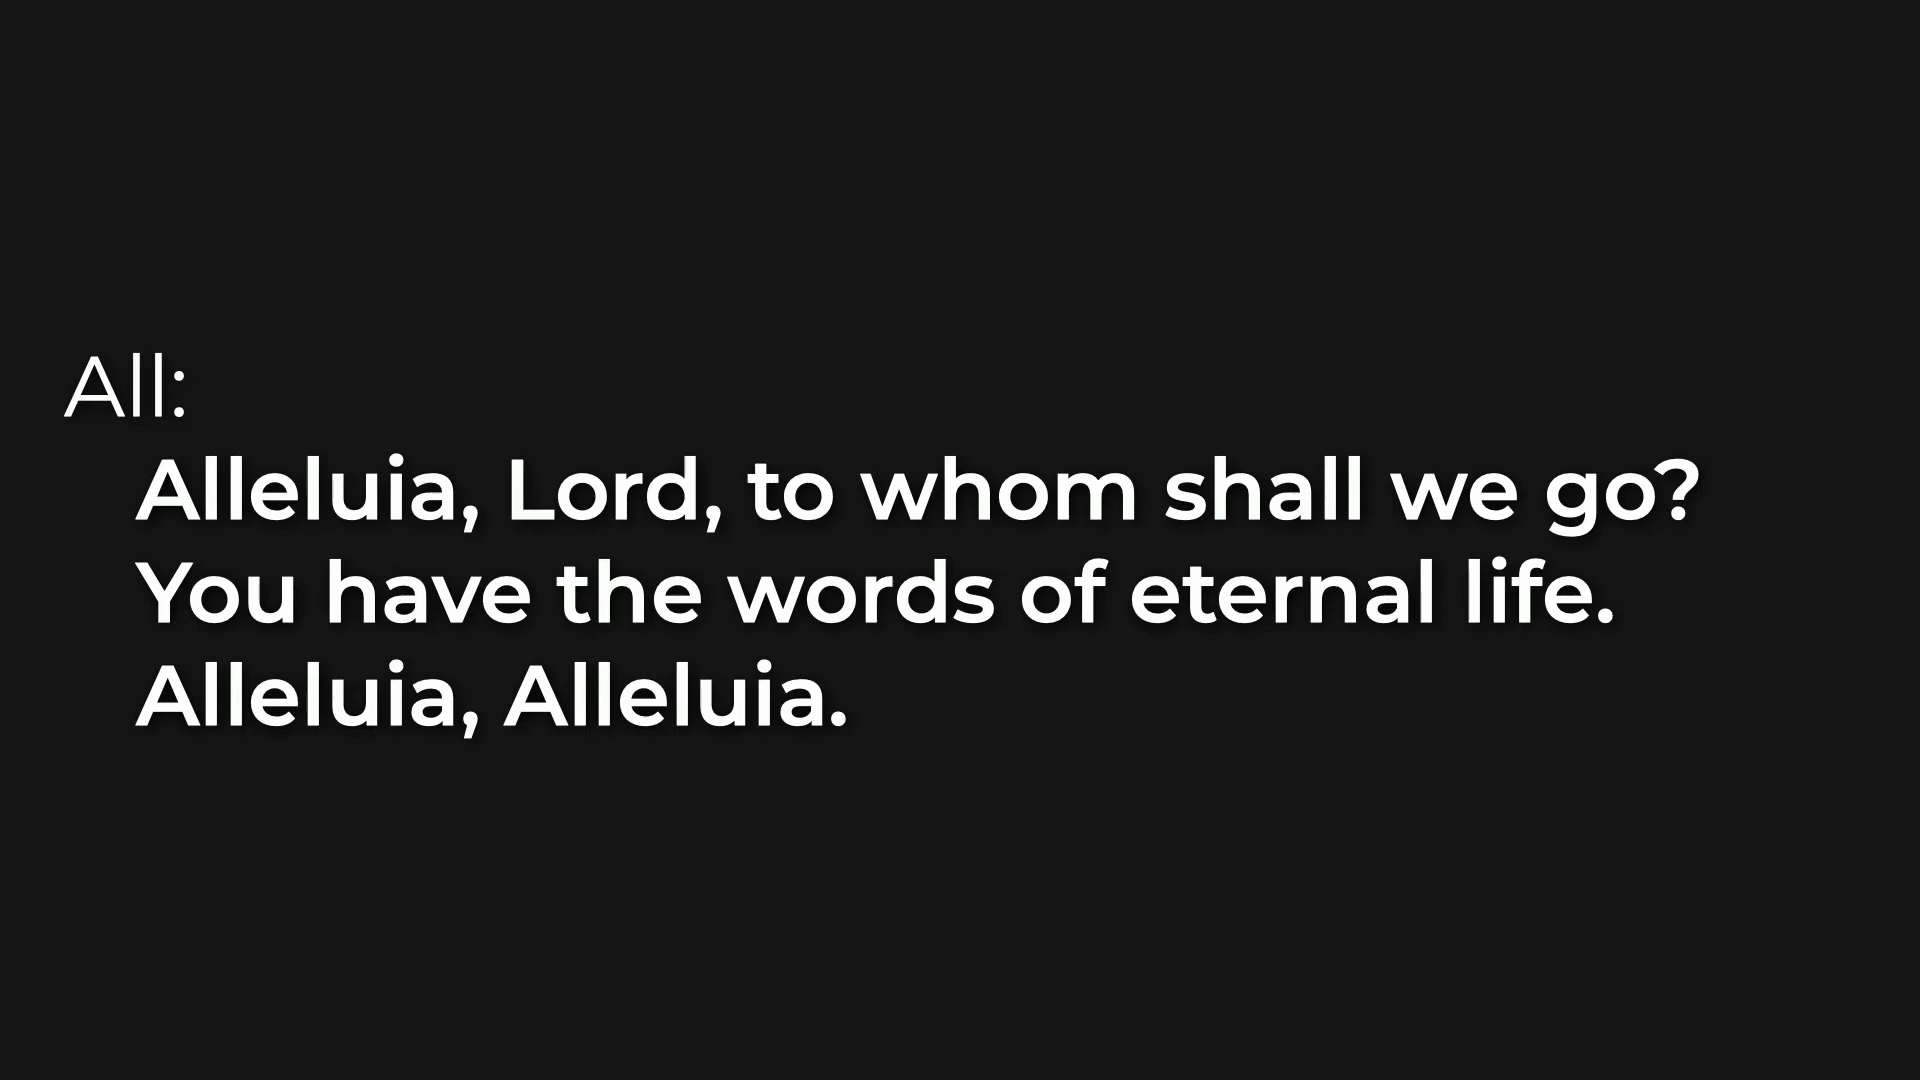 All:
Alleluia, Lord, to whom shall we go?
You have the words of eternal life.
Alleluia, Alleluia.